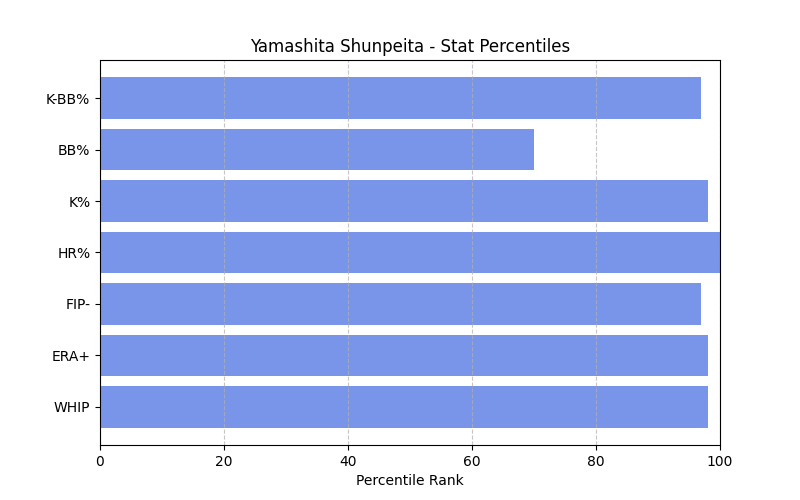 Yamashita Shunpeita - Stat Percentiles
K-BB%
BB%
K%
HR%
FIP-
ERA+
WHIP
0 20 40 60 80 100
Percentile Rank